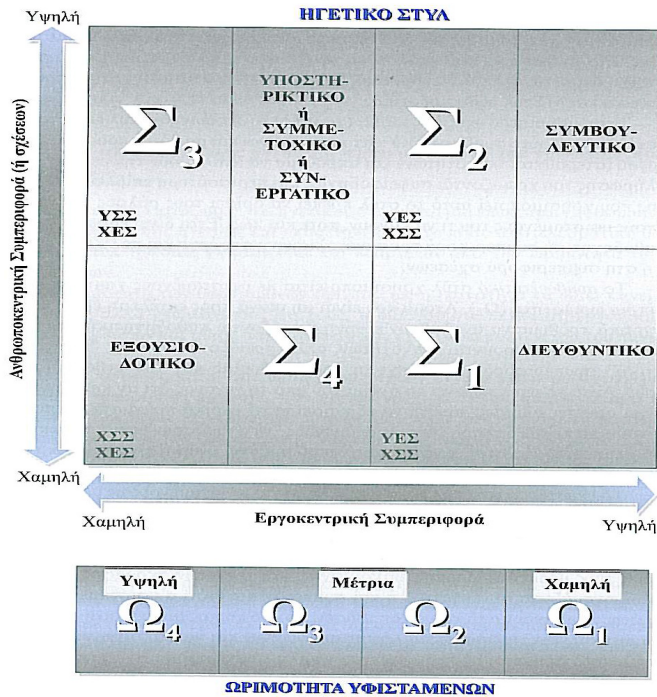 ΗΓΕΤΙΚΟ ΣΤΥΛ
Υψηλή
Ανθρωποκεντρική Συμπεριφορά (ή σχέσεων)
Χαμηλή
Σ3
ΥΣΣ
ΧΕΣ
ΥΠΟΣΤΗ-
ΡΙΚΤΙΚΟ
ή
ΣΥΜΜΕ-
ΤΟΧΙΚΟ
ή
ΣΥΝ-
ΕΡΓΑΤΙΚΟ
Σ2
ΥΕΣ
ΧΣΣ
ΣΥΜΒΟΥ-
ΛΕΥΤΙΚΟ
ΕΞΟΥΣΙΟ-
ΔΟΤΙΚΟ
ΧΣΣ
ΧΕΣ
Σ4
Σ1
ΥΕΣ
ΧΣΣ
ΔΙΕΥΘΥΝΤΙΚΟ
Χαμηλή
Εργοκεντρική Συμπεριφορά
Υψηλή
Υψηλή
Μέτρια
Χαμηλή
Ω4
Ω3
Ω2
Ω1
ΩΡΙΜΟΤΗΤΑ ΥΦΙΣΤΑΜΕΝΩΝ